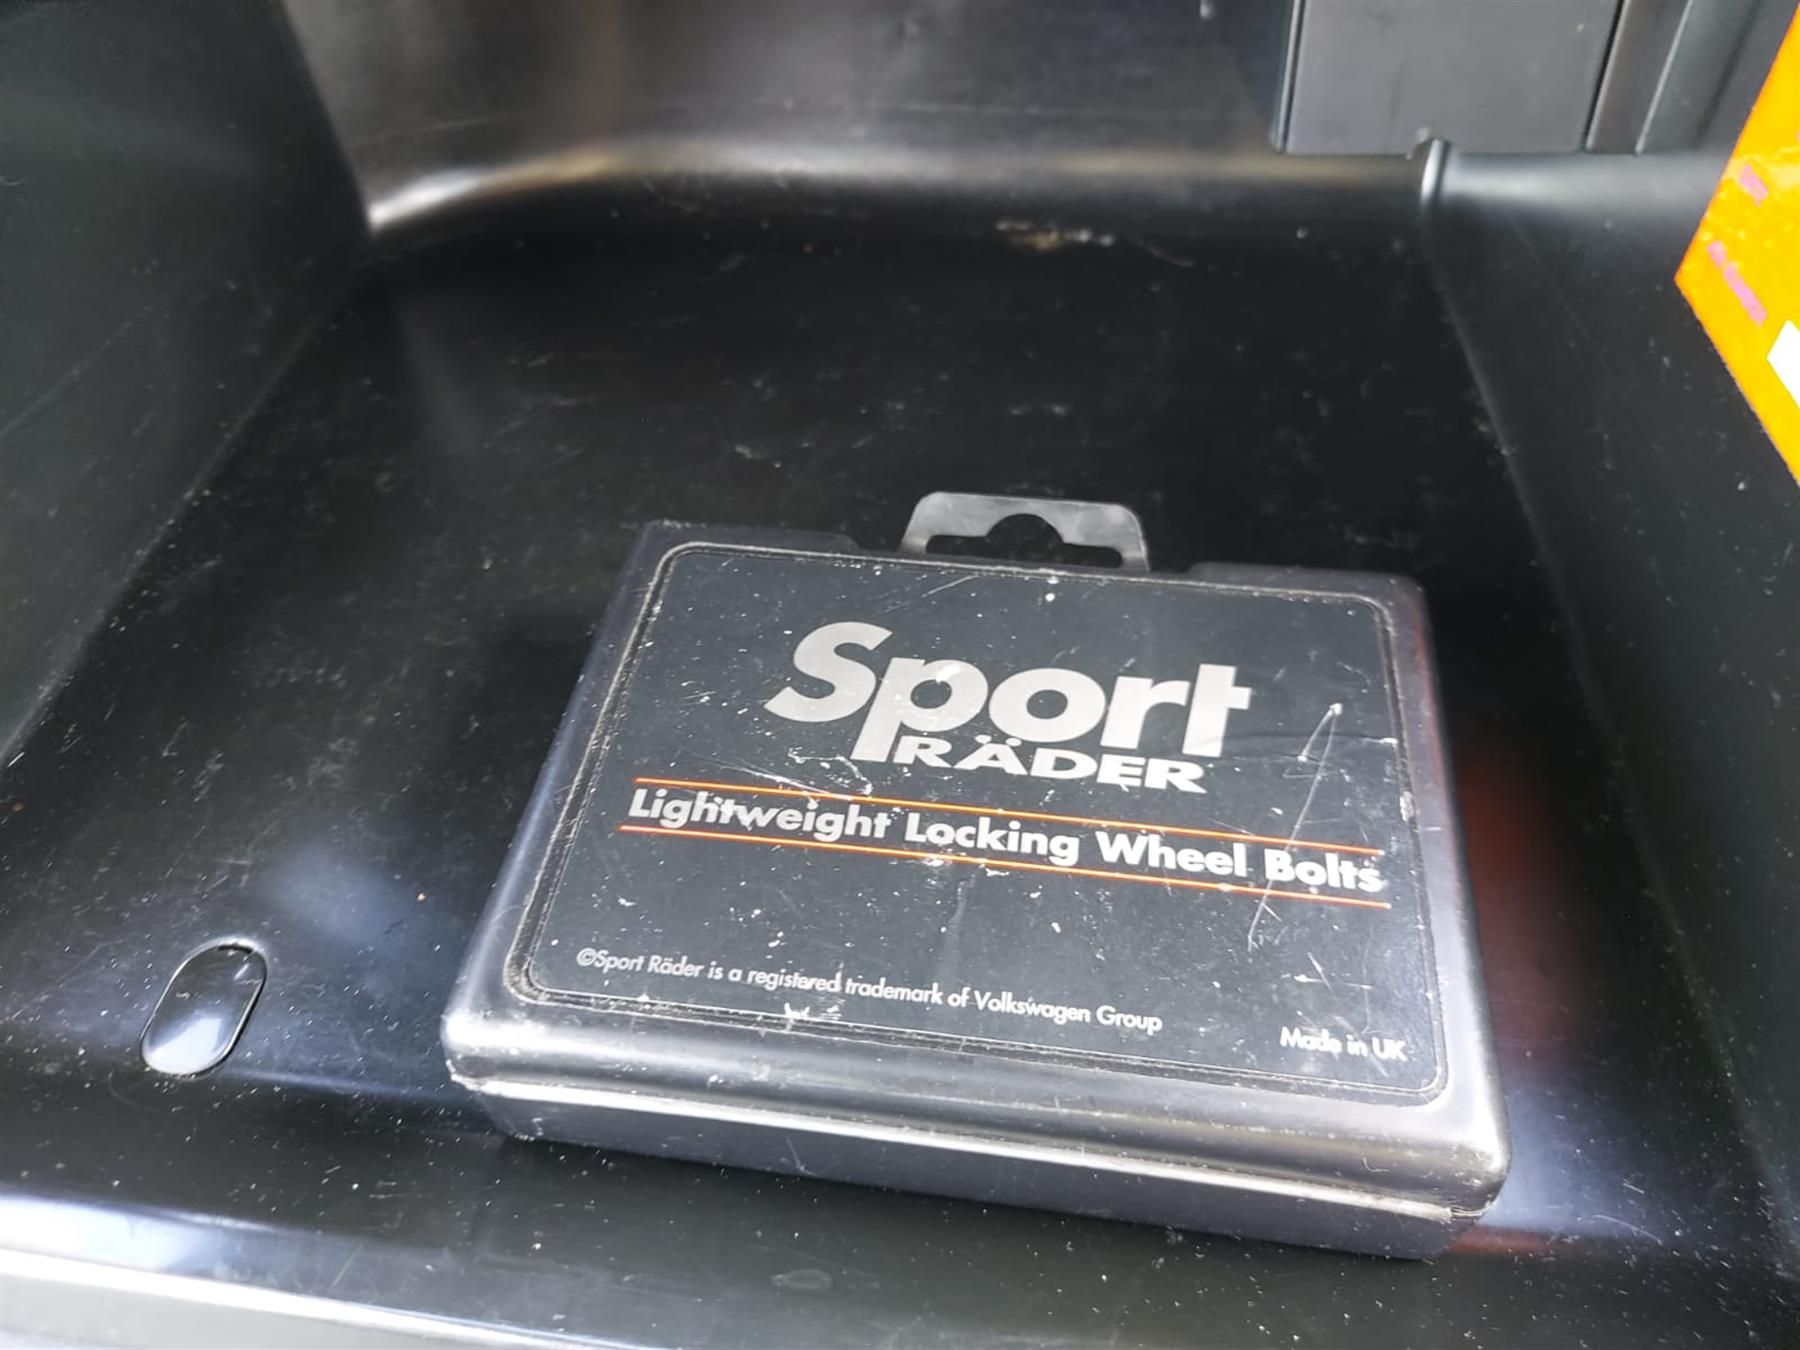 Sport
RÄDER
Lightweight Locking Wheel Bolts
©Sport Räder is a registered trademark of Volkswagen Group
Made in UK